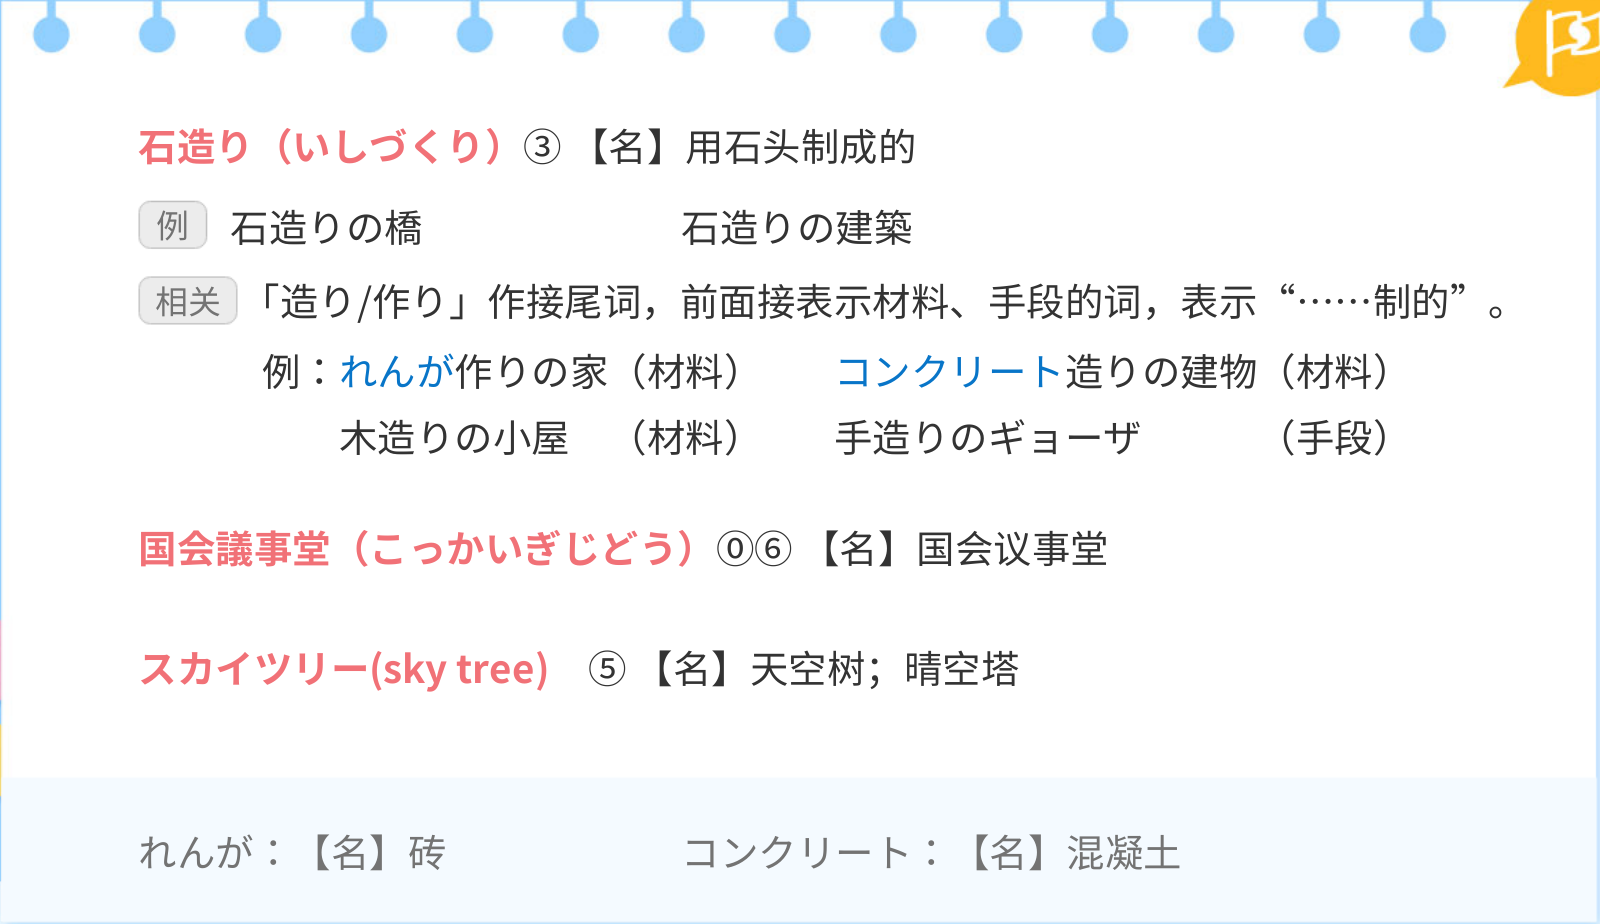 石造り（いしづくり）③ 【名】用石头制成的
例 石造りの橋 石造りの建築
相关 「造り/作り」作接尾词，前面接表示材料、手段的词，表示“……制的”。
例：れんが作りの家（材料） コンクリート造りの建物（材料）
木造りの小屋 （材料） 手造りのギョーザ （手段）
国会議事堂（こっかいぎじどう）⓪⑥ 【名】国会议事堂
スカイツリー(sky tree) ⑤ 【名】天空树；晴空塔
れんが：【名】砖 コンクリート：【名】混凝土